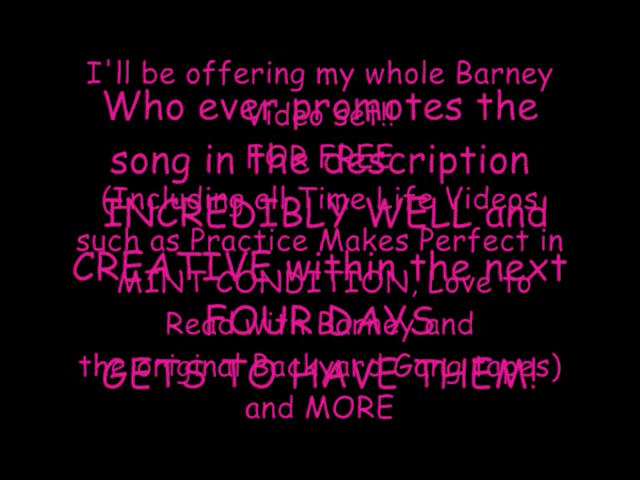 I'll be offering my whole Barney
Video set!!
FOR FREE
(Including all Time Life Videos,
such as Practice Makes Perfect in
MINT CONDITION, Love to
Read with Barney and
the original Backyard Gang tapes)
and MORE
Who ever promotes the
song in the description
INCREDIBLY WELL and
CREATIVE within the next
FOUR DAYS
GETS TO HAVE THEM!